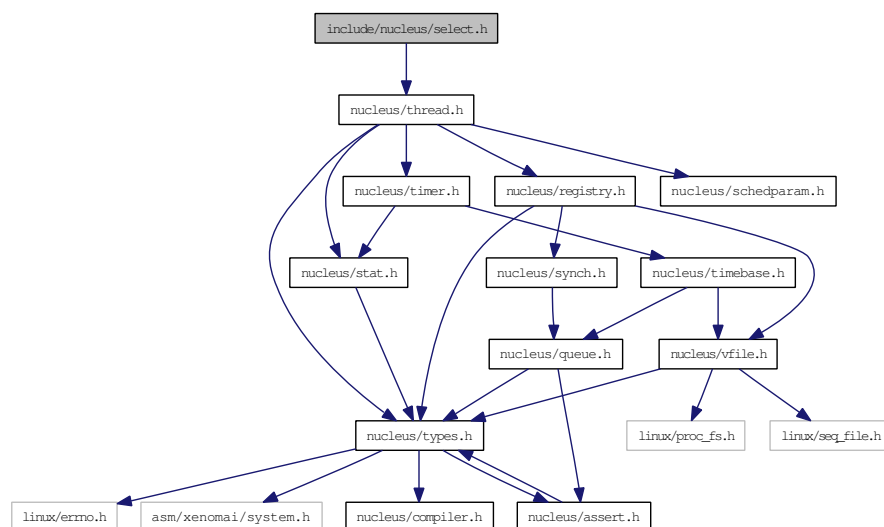 include/nucleus/select.h
nucleus/thread.h
nucleus/timer.h
nucleus/registry.h
nucleus/schedparam.h
nucleus/stat.h
nucleus/synch.h
nucleus/timebase.h
nucleus/queue.h
nucleus/vfile.h
nucleus/types.h
linux/proc_fs.h
linux/seq_file.h
linux/errno.h
asm/xenomai/system.h
nucleus/compiler.h
nucleus/assert.h